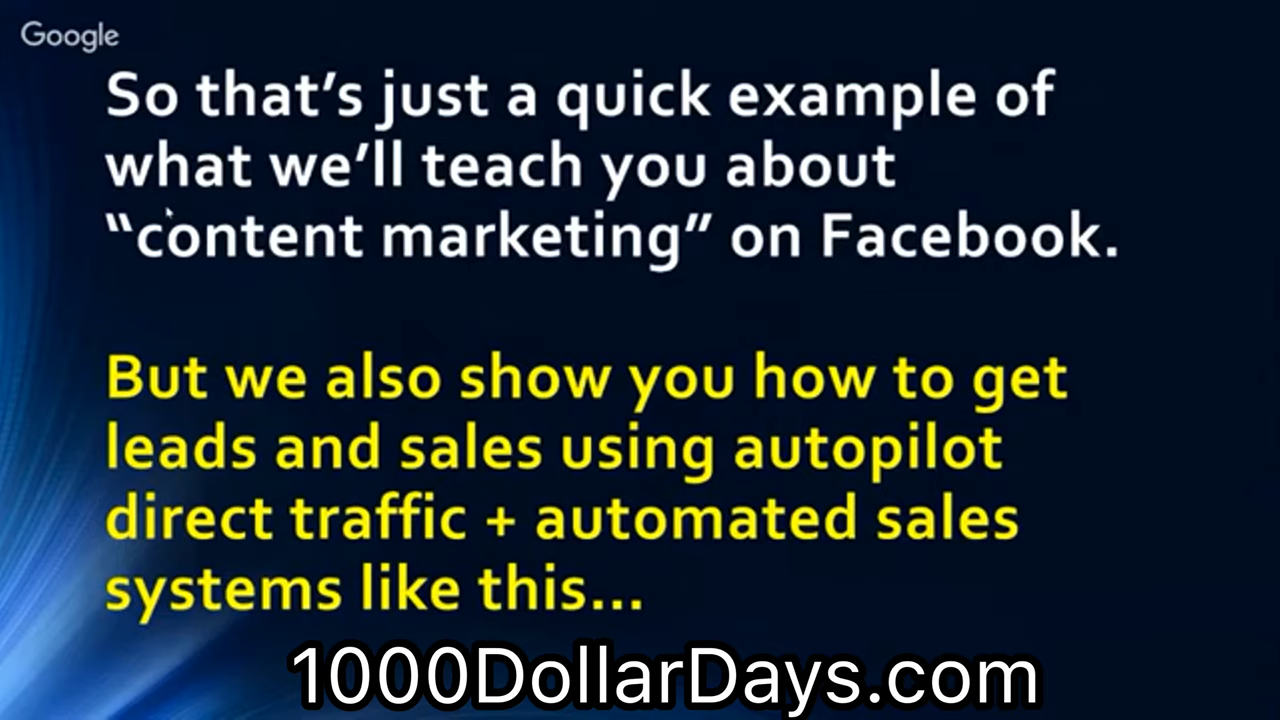 Google
So that’s just a quick example of
what we’ll teach you about
“content marketing” on Facebook.
But we also show you how to get
leads and sales using autopilot
direct traffic + automated sales
systems like this...
1000DollarDays.com